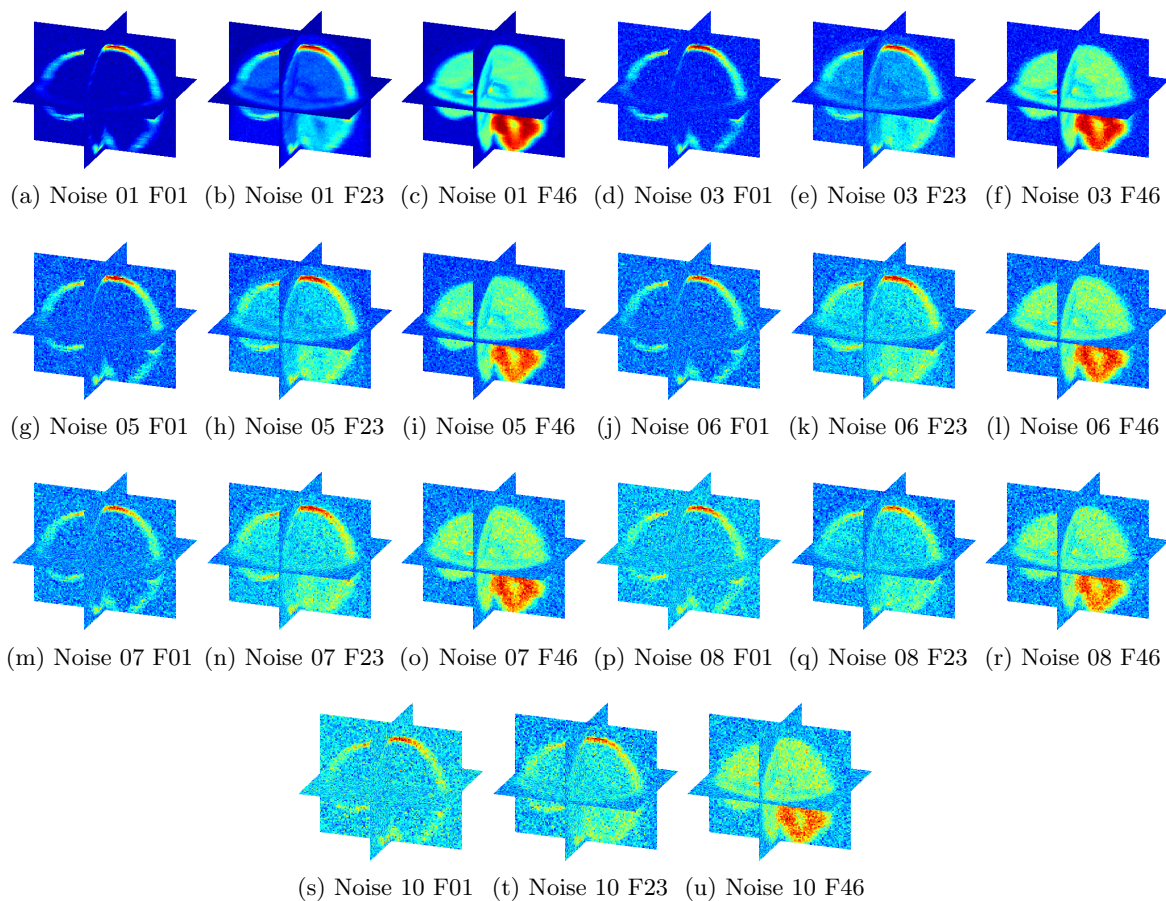 (a) Noise 01 F01 (b) Noise 01 F23 (c) Noise 01 F46 (d) Noise 03 F01 (e) Noise 03 F23 (f) Noise 03 F46
(g) Noise 05 F01 (h) Noise 05 F23 (i) Noise 05 F46 (j) Noise 06 F01 (k) Noise 06 F23 (l) Noise 06 F46
(m) Noise 07 F01 (n) Noise 07 F23 (o) Noise 07 F46 (p) Noise 08 F01 (q) Noise 08 F23 (r) Noise 08 F46
(s) Noise 10 F01 (t) Noise 10 F23 (u) Noise 10 F46